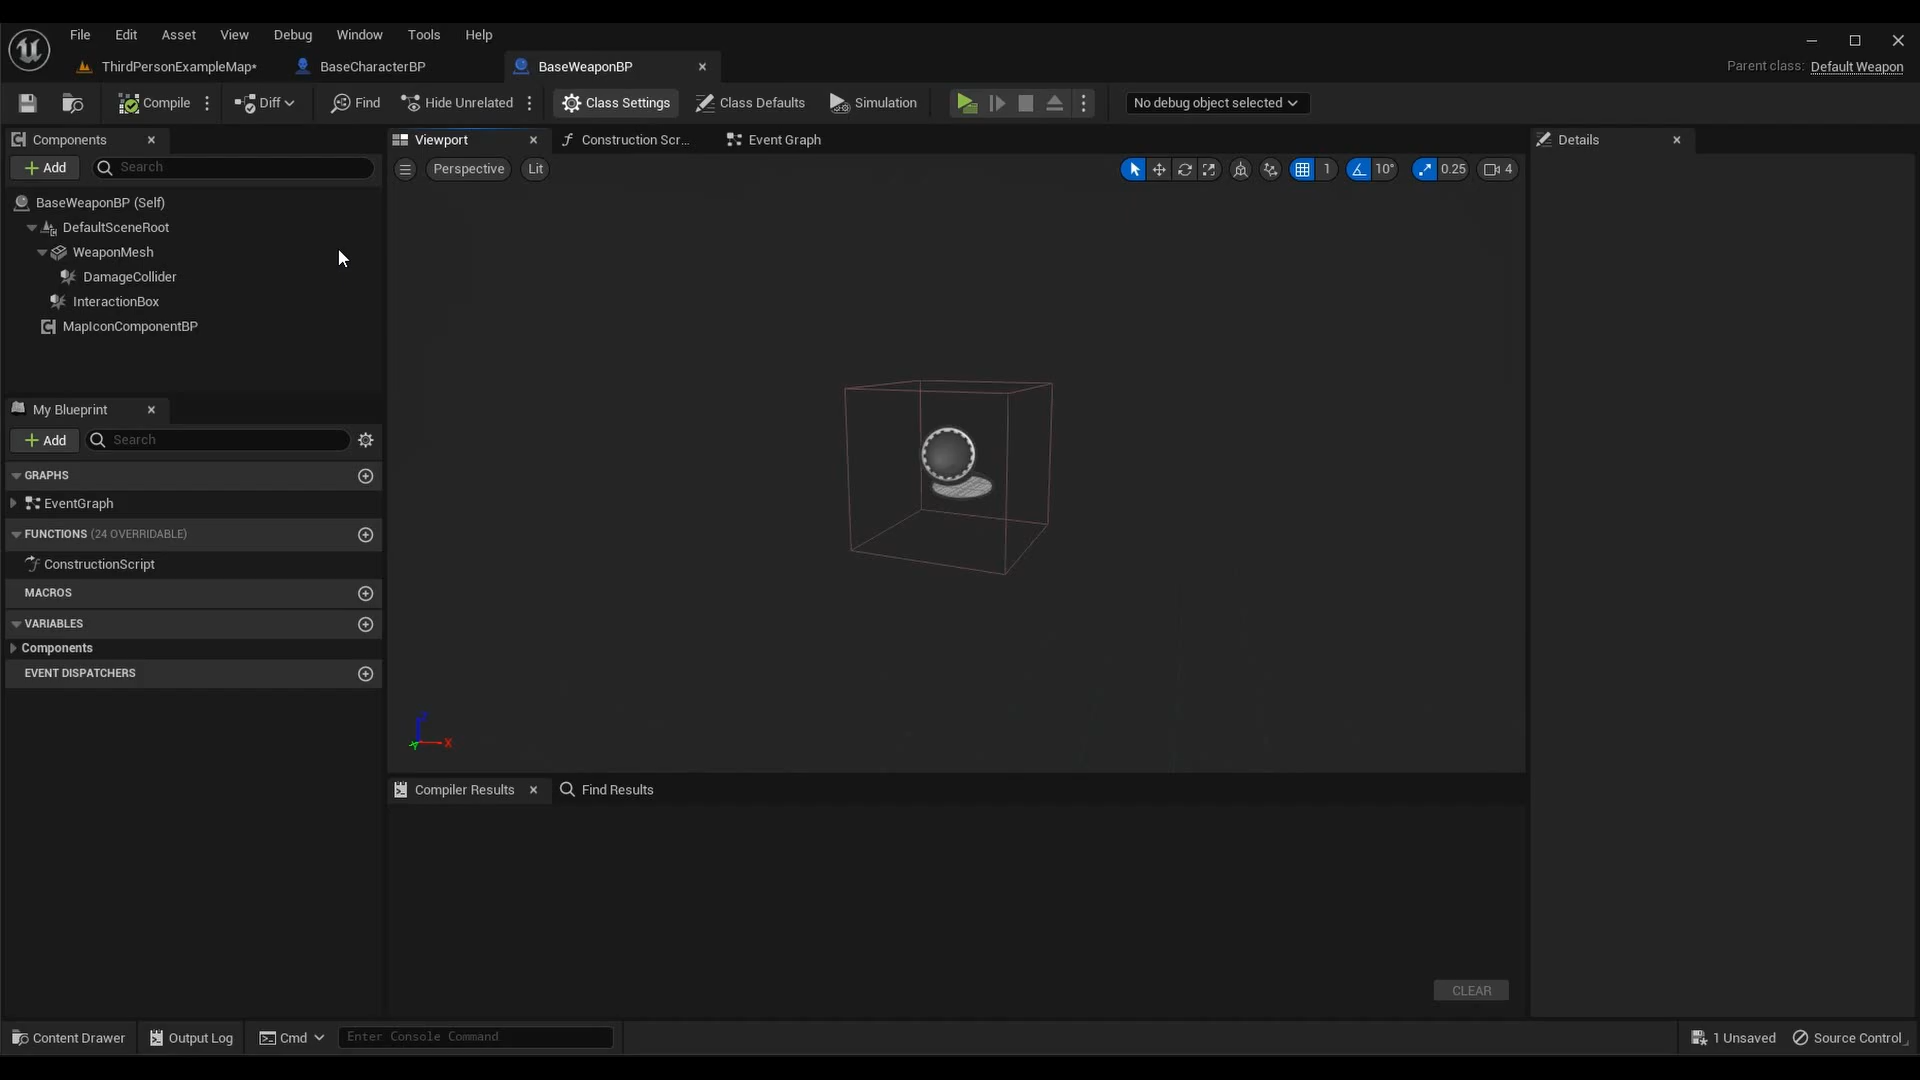 File Edit Asset View Debug Window Tools Help
ThirdPersonExampleMap* BaseCharacterBP BaseWeaponBP
Parent class: Default Weapon
Compile Diff Find Hide Unrelated Class Settings Class Defaults Simulation No debug object selected
Components Viewport Construction Scr... Event Graph Details
Add Search Perspective Lit 1 10° 0.25 4
BaseWeaponBP (Self)
DefaultSceneRoot
WeaponMesh
DamageCollider
InteractionBox
MapIconComponentBP
My Blueprint
Add Search
GRAPHS
EventGraph
FUNCTIONS (24 OVERRIDABLE)
ConstructionScript
MACROS
VARIABLES
Components
EVENT DISPATCHERS
Z
X
Y
Compiler Results Find Results
CLEAR
Content Drawer Output Log Cmd Enter Console Command 1 Unsaved Source Control